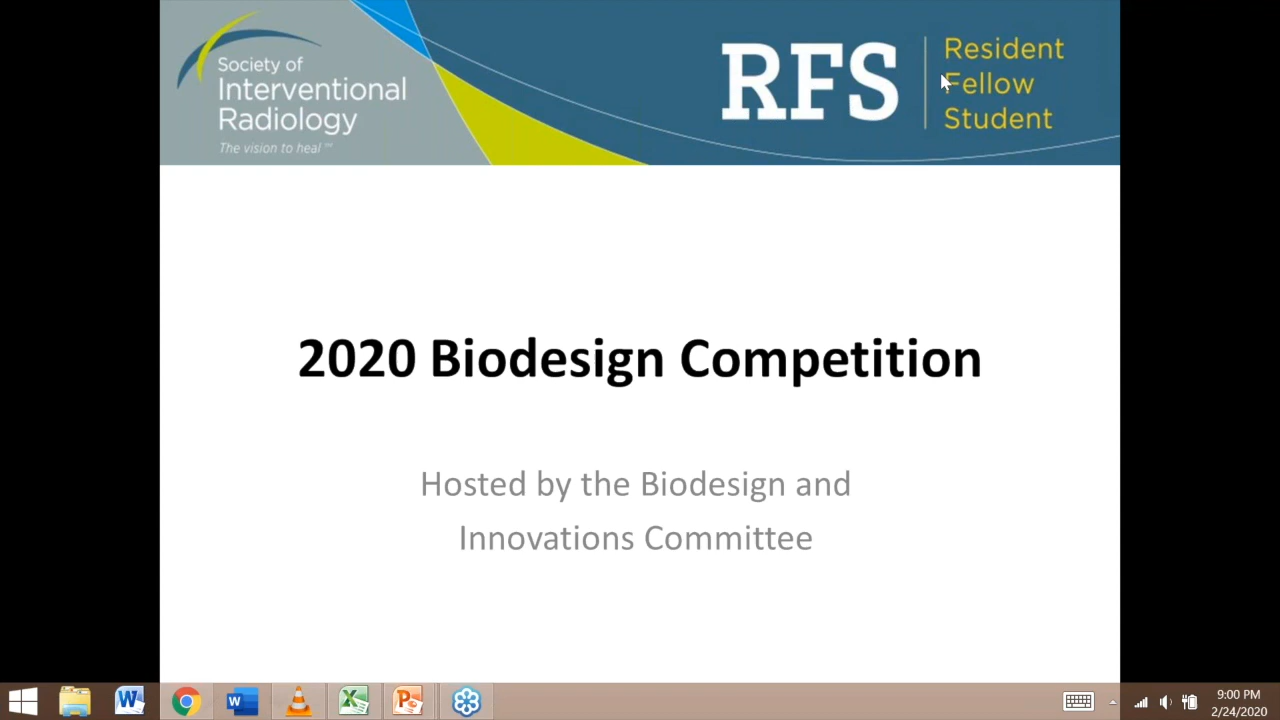 Society of
Interventional
Radiology
The vision to heal ℠
RFS
Resident
Fellow
Student
2020 Biodesign Competition
Hosted by the Biodesign and
Innovations Committee
9:00 PM
2/24/2020